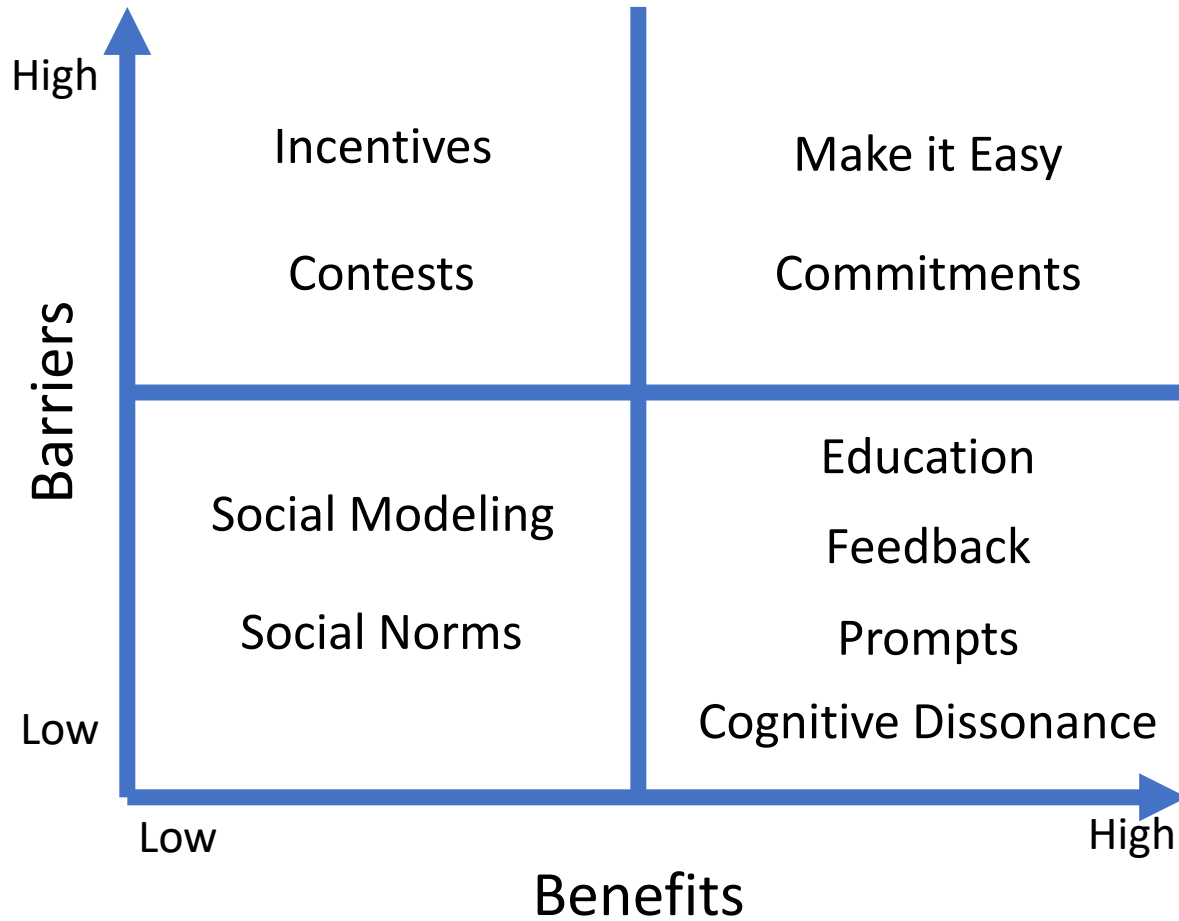 High
Incentives
Make it Easy
Contests
Commitments
Barriers
Education
Social Modeling
Feedback
Social Norms
Prompts
Low
Cognitive Dissonance
Low
High
Benefits